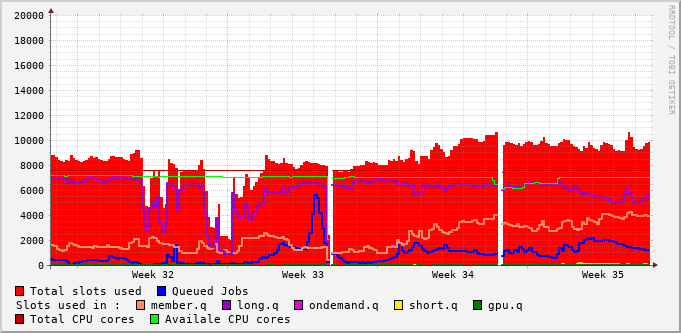 20000
18000
16000
14000
12000
10000
8000
6000
4000
2000
0
Week 32 Week 33 Week 34 Week 35
RRDTOOL / TOBI OETIKER
Total slots used Queued Jobs
Slots used in : member.q long.q ondemand.q short.q gpu.q
Total CPU cores Availale CPU cores